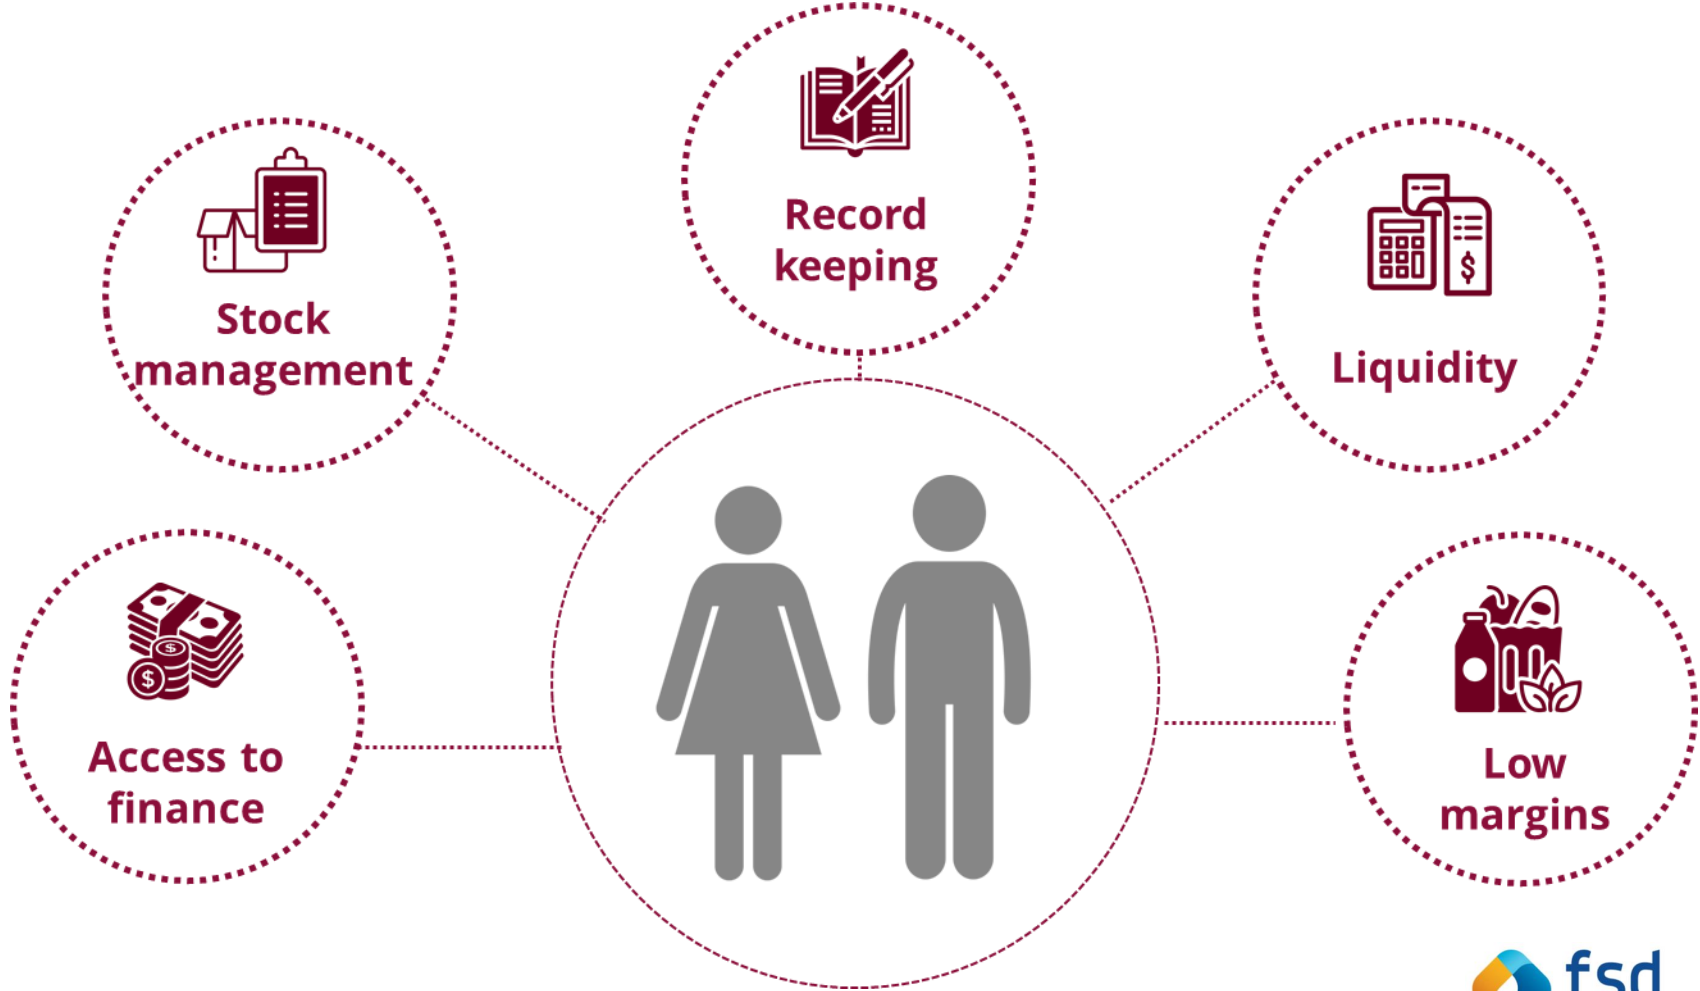 Record
keeping
Stock
management
Liquidity
Access to
finance
Low
margins
fsd